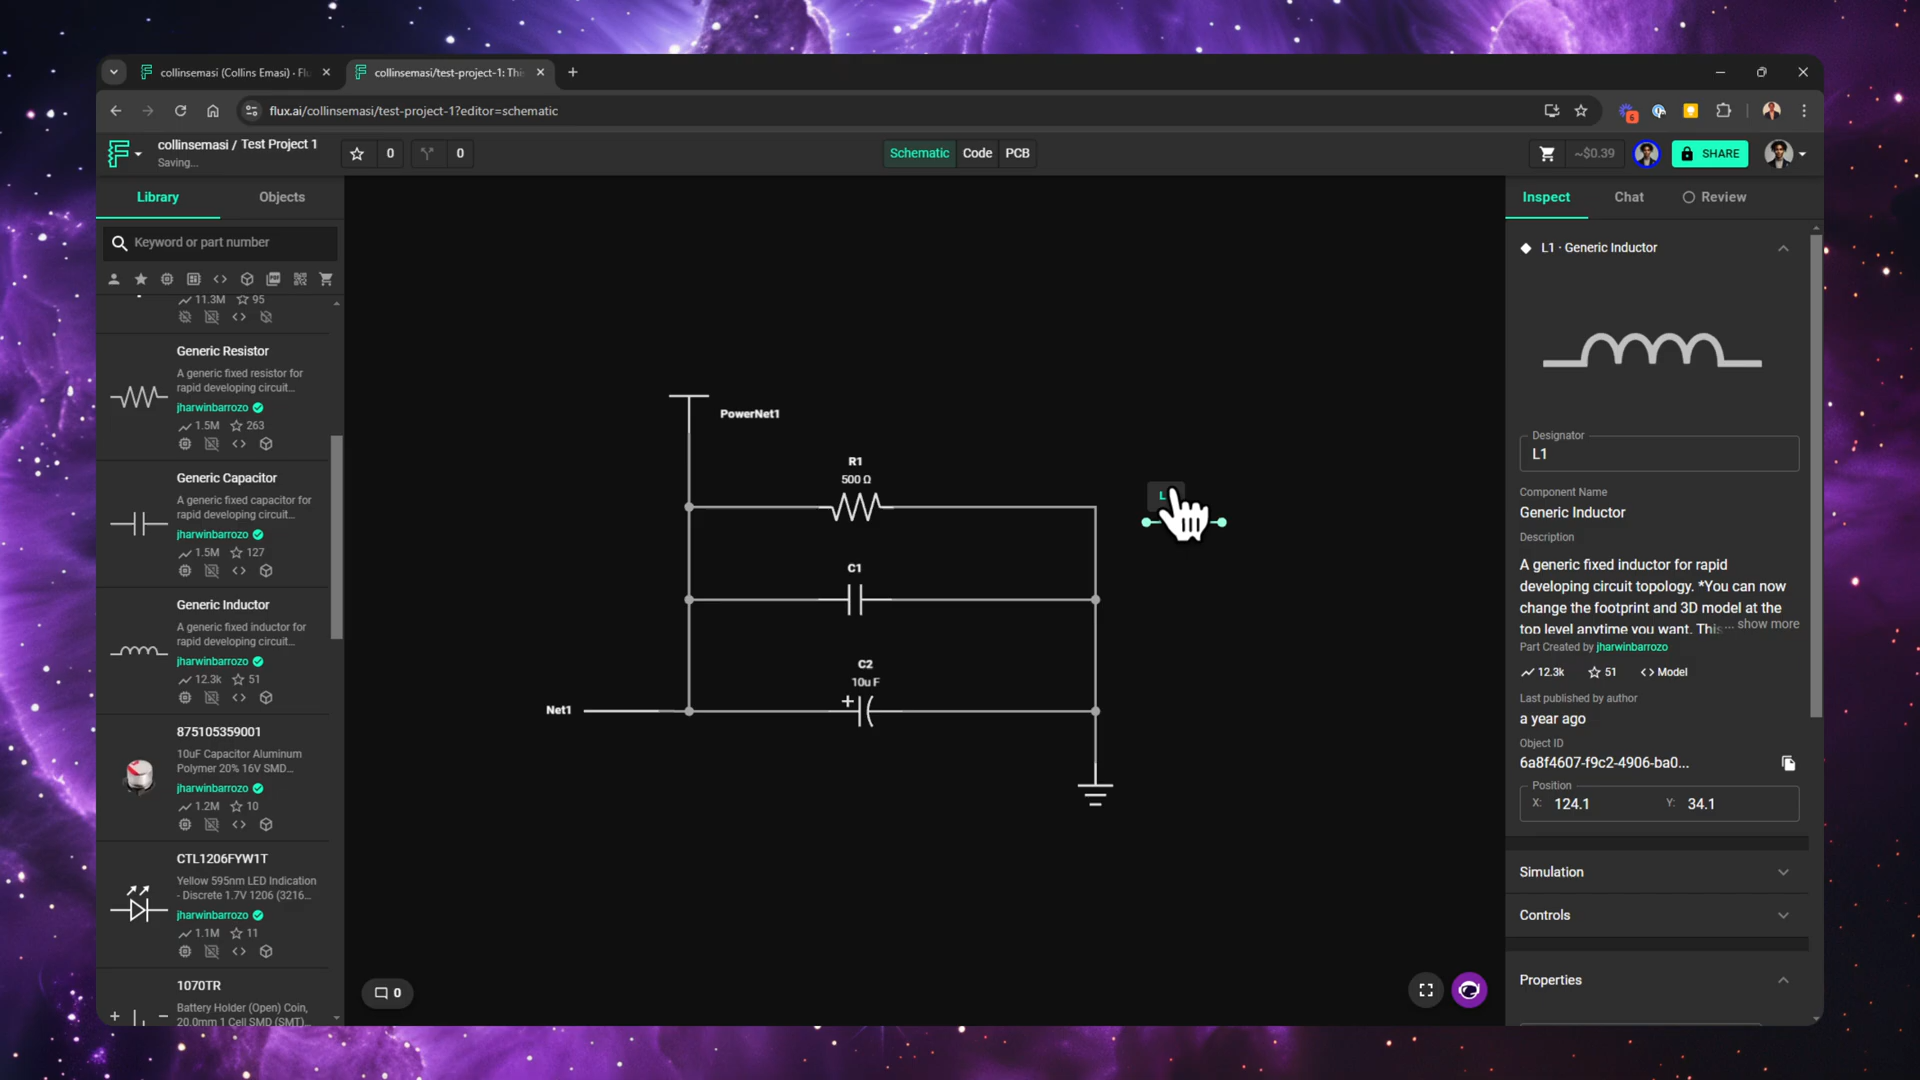 collinsemasi (Collins Emasi) · Flu
collinsemasi/test-project-1: This
flux.ai/collinsemasi/test-project-1?editor=schematic
6
collinsemasi / Test Project 1
Saving...
0
0
Schematic
Code
PCB
~$0.39
SHARE
Library
Objects
Keyword or part number
11.3M
95
Generic Resistor
A generic fixed resistor for
rapid developing circuit...
jharwinbarrozo
1.5M
263
Generic Capacitor
A generic fixed capacitor for
rapid developing circuit...
jharwinbarrozo
1.5M
127
Generic Inductor
A generic fixed inductor for
rapid developing circuit...
jharwinbarrozo
12.3k
51
875105359001
10uF Capacitor Aluminum
Polymer 20% 16V SMD...
jharwinbarrozo
1.2M
10
CTL1206FYW1T
Yellow 595nm LED Indication
- Discrete 1.7V 1206 (3216...
jharwinbarrozo
1.1M
11
1070TR
Battery Holder (Open) Coin,
20.0mm 1 Cell SMD (SMT)...
PowerNet1
R1
500 Ω
L
C1
C2
10u F
+
Net1
0
Inspect
Chat
Review
L1 · Generic Inductor
Designator
L1
Component Name
Generic Inductor
Description
A generic fixed inductor for rapid
developing circuit topology. *You can now
change the footprint and 3D model at the
top level anytime you want. This... show more
Part Created by jharwinbarrozo
12.3k
51
Model
Last published by author
a year ago
Object ID
6a8f4607-f9c2-4906-ba0...
Position
X: 124.1
Y: 34.1
Simulation
Controls
Properties